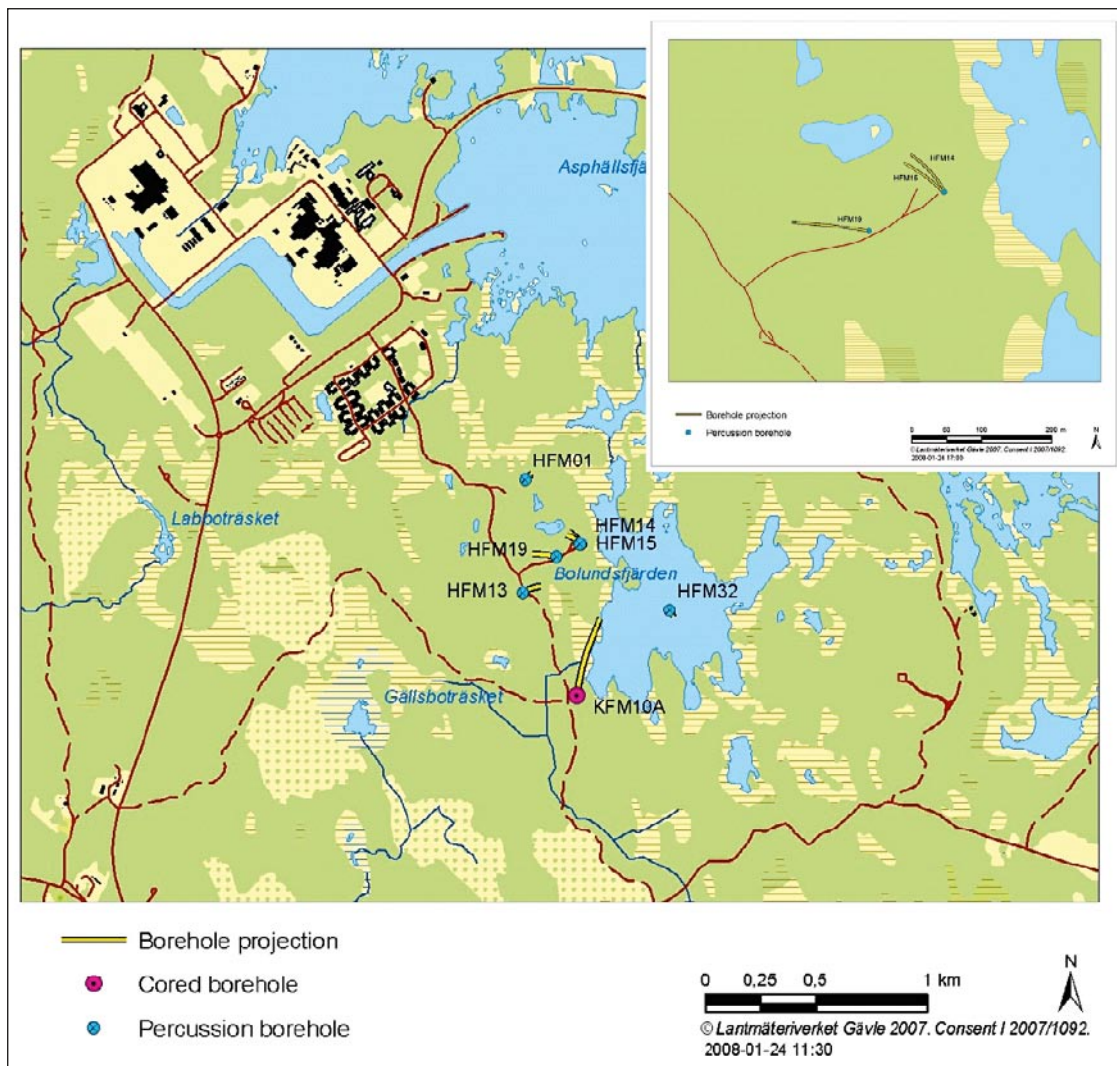 Asphällsfjä
HFM14
HFM15
HFM19
Borehole projection
Percussion borehole
0 50 100 200 m
N
© Lantmäteriverket Gävle 2007. Consent I 2007/1092.
2008-01-24 17:00
HFM01
Labboträsket
HFM14
HFM19
HFM15
Bolundsfjärden
HFM13
HFM32
Gällsboträsket
KFM10A
Borehole projection
Cored borehole
Percussion borehole
0 0,25 0,5 1 km
N
© Lantmäteriverket Gävle 2007. Consent I 2007/1092.
2008-01-24 11:30